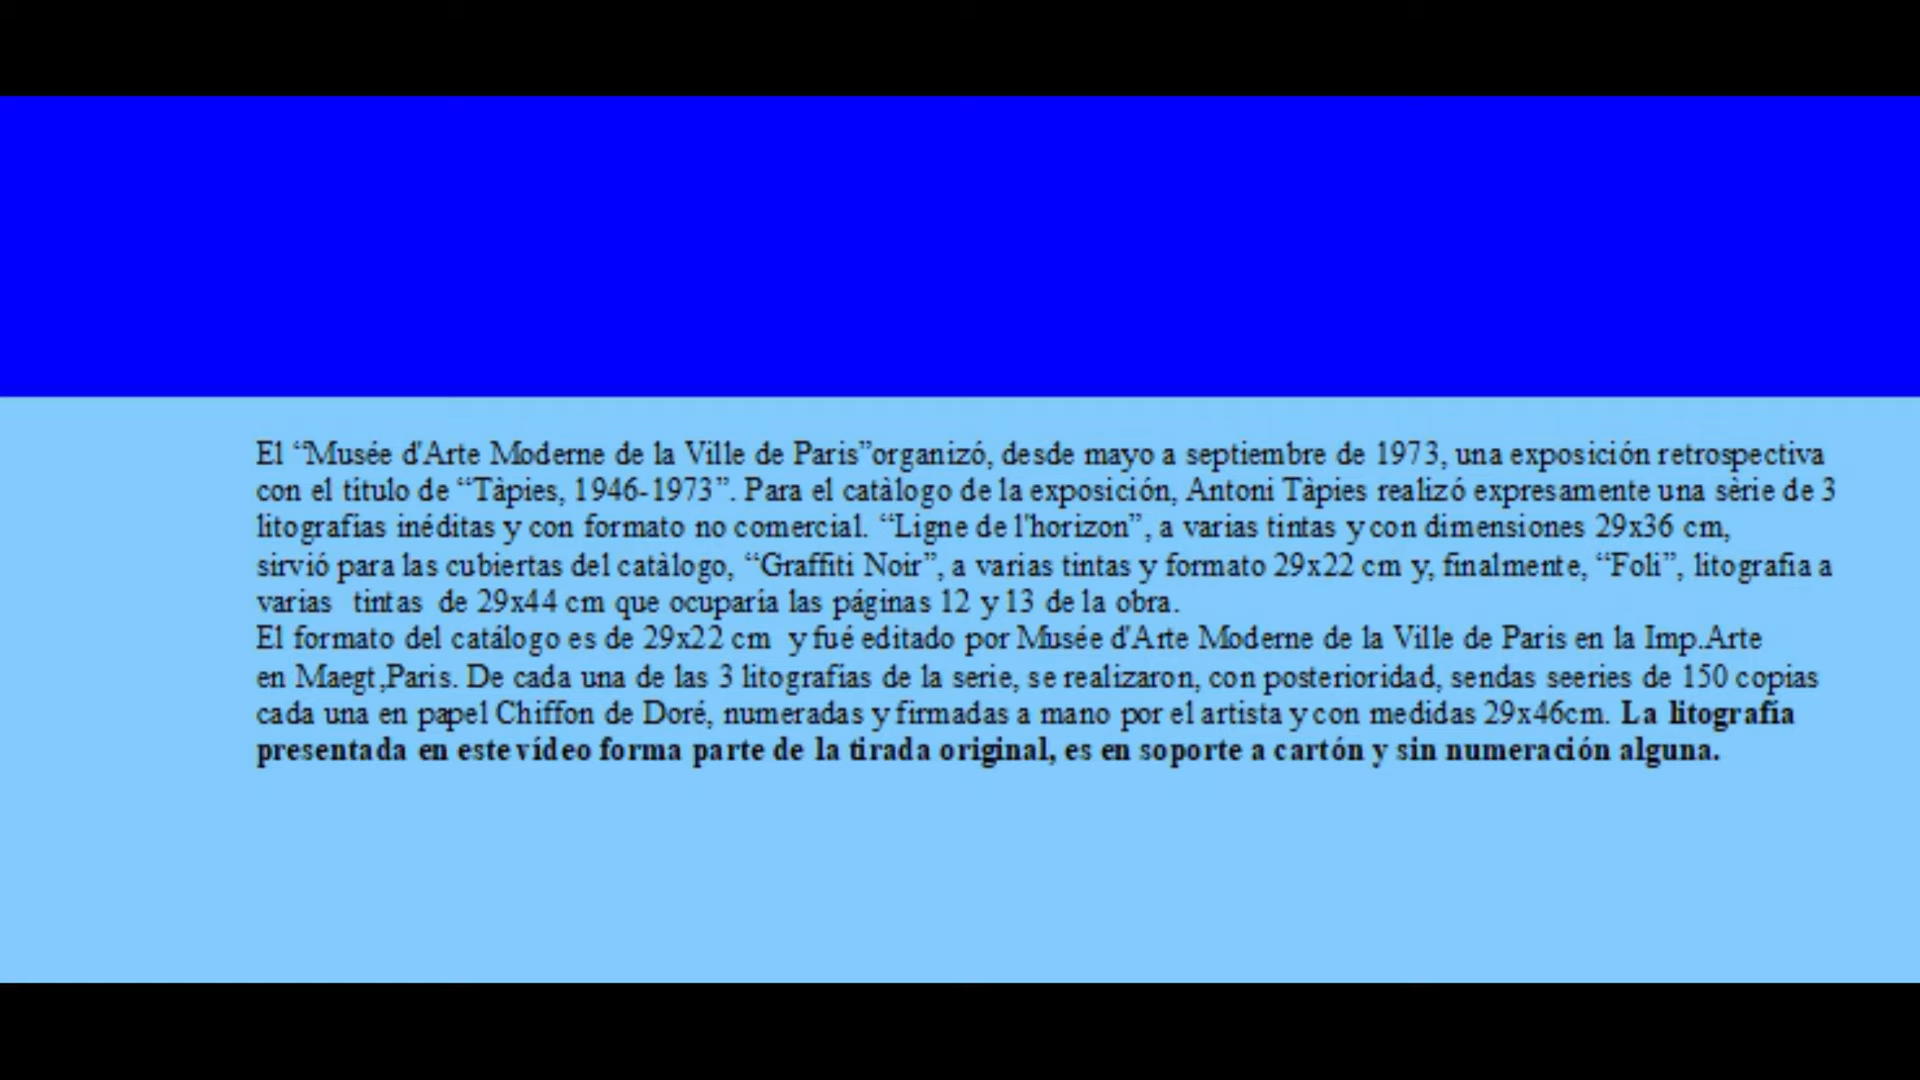 El “Musée d'Arte Moderne de la Ville de Paris”organizó, desde mayo a septiembre de 1973, una exposición retrospectiva
con el título de “Tàpies, 1946-1973”. Para el catàlogo de la exposición, Antoni Tàpies realizó expresamente una sèrie de 3
litografías inéditas y con formato no comercial. “Ligne de l'horizon”, a varias tintas y con dimensiones 29x36 cm,
sirvió para las cubiertas del catàlogo, “Graffiti Noir”, a varias tintas y formato 29x22 cm y, finalmente, “Foli”, litografía a
varias tintas de 29x44 cm que ocuparía las páginas 12 y 13 de la obra.
El formato del catálogo es de 29x22 cm y fué editado por Musée d'Arte Moderne de la Ville de Paris en la Imp.Arte
en Maegt,Paris. De cada una de las 3 litografías de la serie, se realizaron, con posterioridad, sendas seeries de 150 copias
cada una en papel Chiffon de Doré, numeradas y firmadas a mano por el artista y con medidas 29x46cm. La litografía
presentada en este vídeo forma parte de la tirada original, es en soporte a cartón y sin numeración alguna.